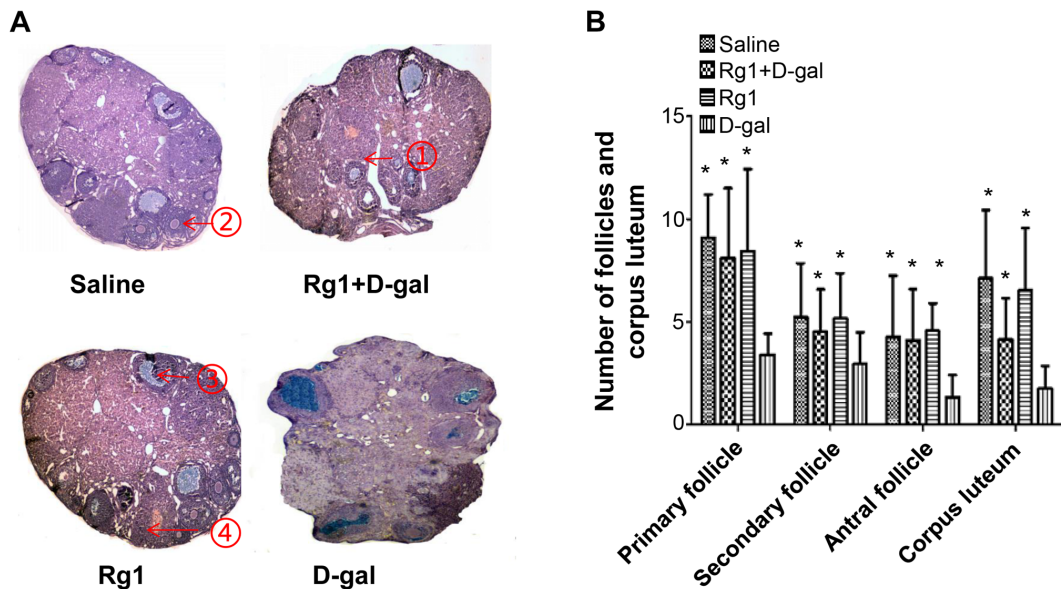 A
②
Saline
①
Rg1+D-gal
③
④
Rg1
D-gal
B
Saline
Rg1+D-gal
Rg1
D-gal
Number of follicles and
corpus luteum
15
10
5
0
* * *
* * *
* * *
* * *
Primary follicle
Secondary follicle
Antral follicle
Corpus luteum